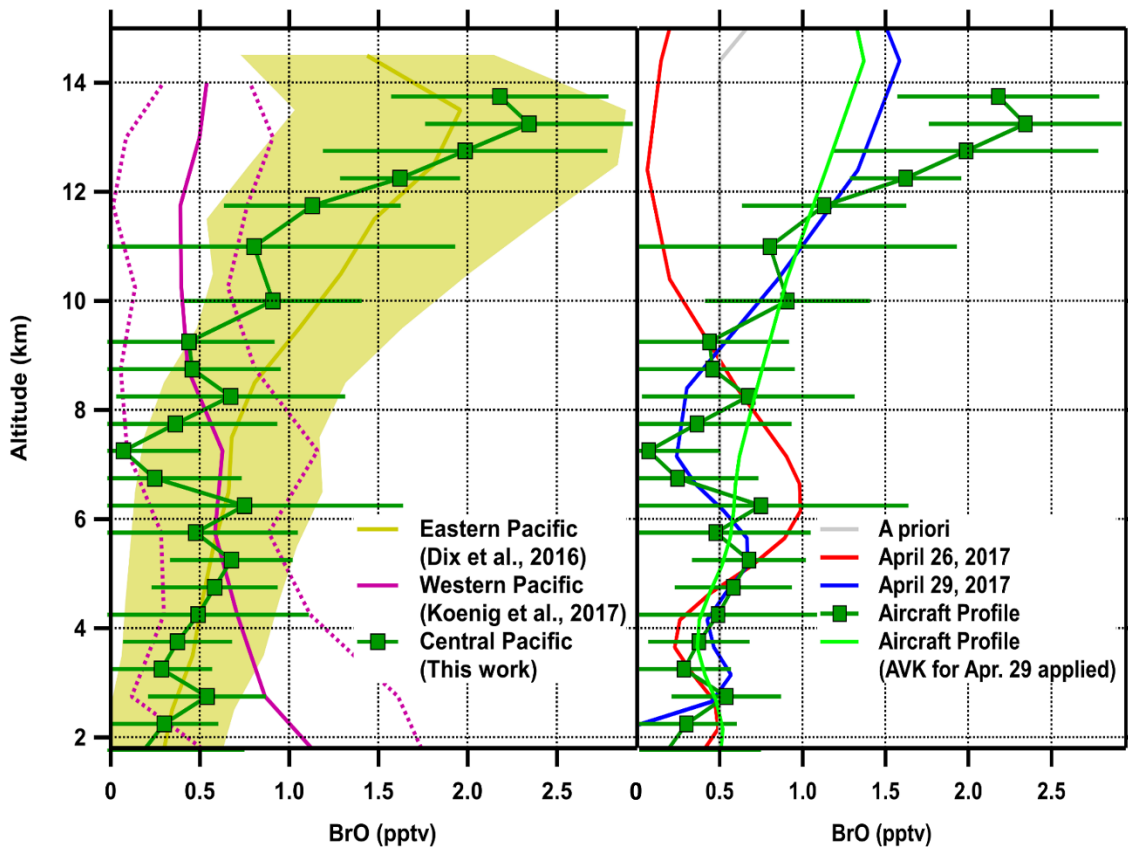 Altitude (km)
14
12
10
8
6
4
2
Eastern Pacific
(Dix et al., 2016)
Western Pacific
(Koenig et al., 2017)
Central Pacific
(This work)
0
0.5
1.0
1.5
2.0
2.5
BrO (pptv)
A priori
April 26, 2017
April 29, 2017
Aircraft Profile
Aircraft Profile
(AVK for Apr. 29 applied)
0
0.5
1.0
1.5
2.0
2.5
BrO (pptv)